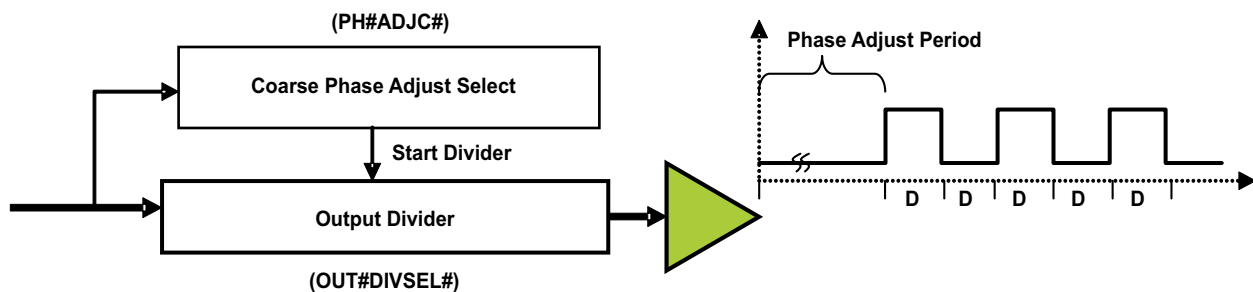 (PH#ADJC#)
Coarse Phase Adjust Select
Start Divider
Output Divider
(OUT#DIVSEL#)
Phase Adjust Period
D D D D D